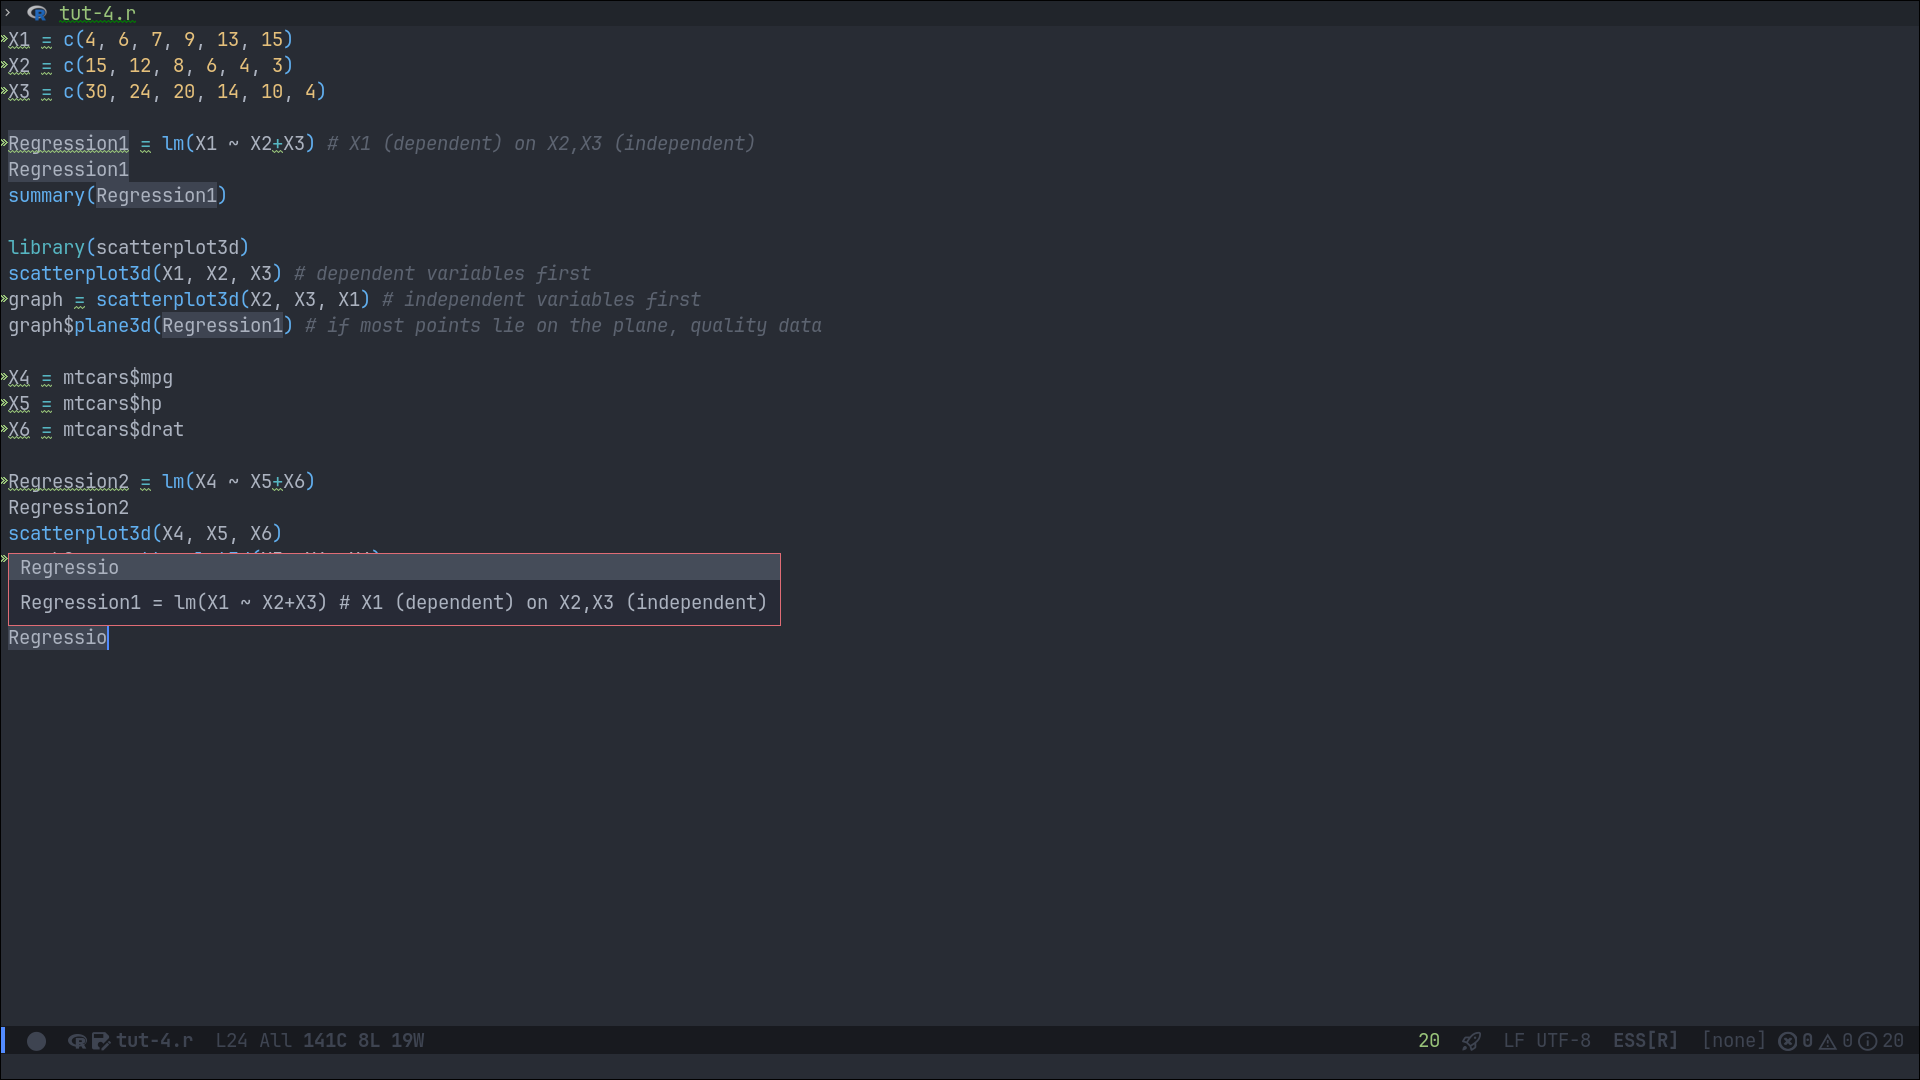 tut-4.r
X1 = c(4, 6, 7, 9, 13, 15)
X2 = c(15, 12, 8, 6, 4, 3)
X3 = c(30, 24, 20, 14, 10, 4)
Regression1 = lm(X1 ~ X2+X3) # X1 (dependent) on X2,X3 (independent)
Regression1
summary(Regression1)
library(scatterplot3d)
scatterplot3d(X1, X2, X3) # dependent variables first
graph = scatterplot3d(X2, X3, X1) # independent variables first
graph$plane3d(Regression1) # if most points lie on the plane, quality data
X4 = mtcars$mpg
X5 = mtcars$hp
X6 = mtcars$drat
Regression2 = lm(X4 ~ X5+X6)
Regression2
scatterplot3d(X4, X5, X6)
Regressio
Regression1 = lm(X1 ~ X2+X3) # X1 (dependent) on X2,X3 (independent)
Regressio
tut-4.r L24 All 141C 8L 19W 20 LF UTF-8 ESS[R] [none] 0 0 20